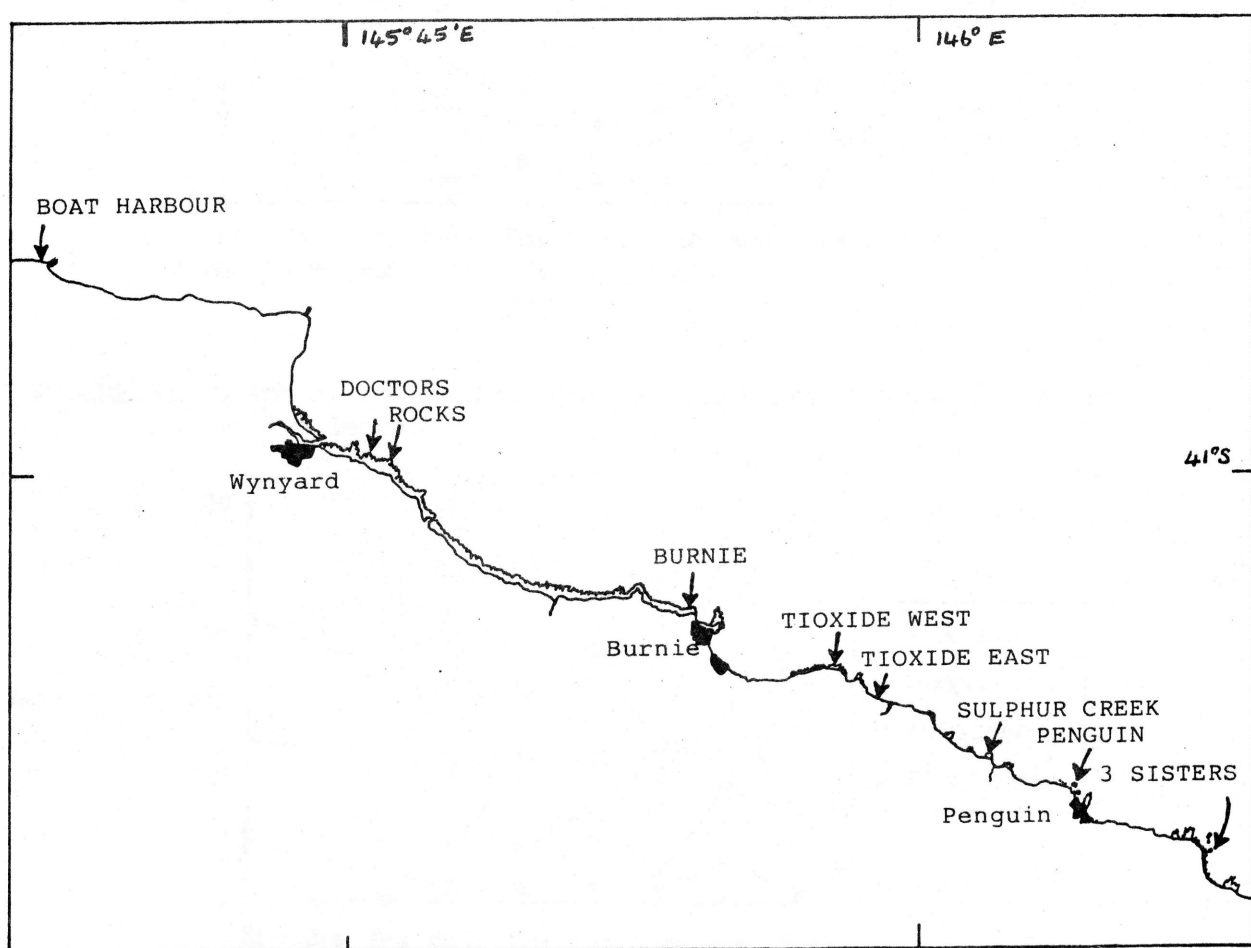 145°45'E
146°E
BOAT HARBOUR
DOCTORS
ROCKS
41°S
Wynyard
BURNIE
TIOXIDE WEST
Burnie
TIOXIDE EAST
SULPHUR CREEK
PENGUIN
3 SISTERS
Penguin